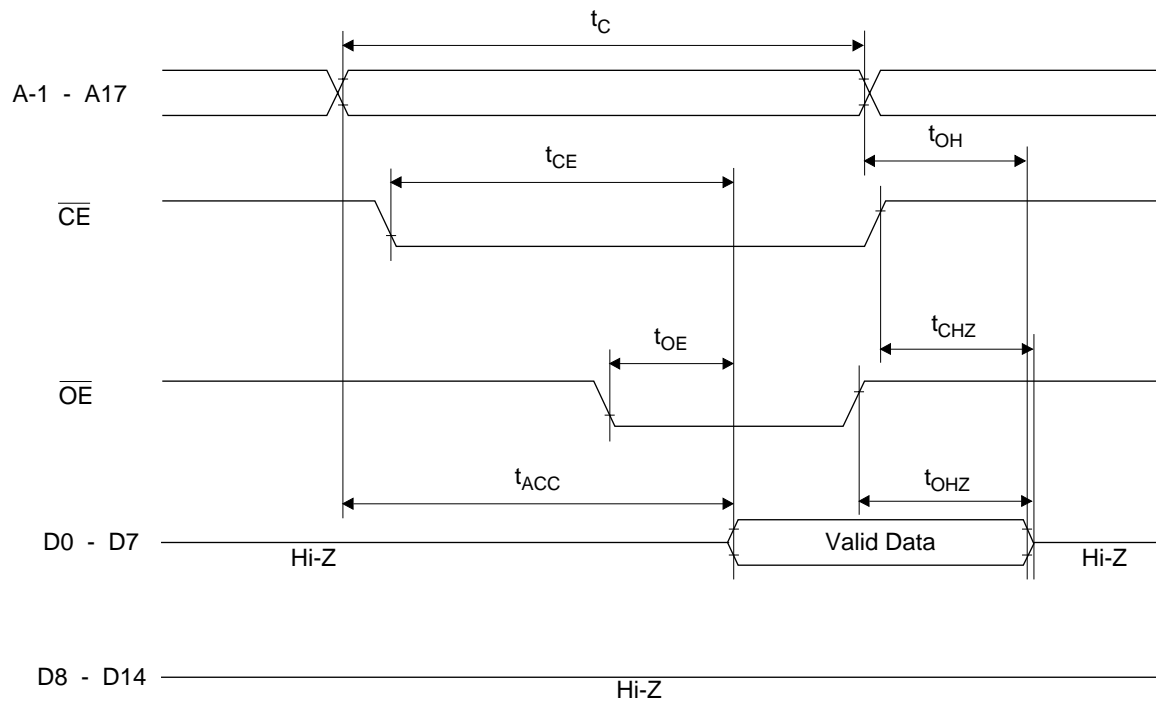 tC
A-1 - A17
tOH
tCE
CE
tCHZ
tOE
OE
tACC
tOHZ
D0 - D7
Hi-Z
Valid Data
Hi-Z
D8 - D14
Hi-Z